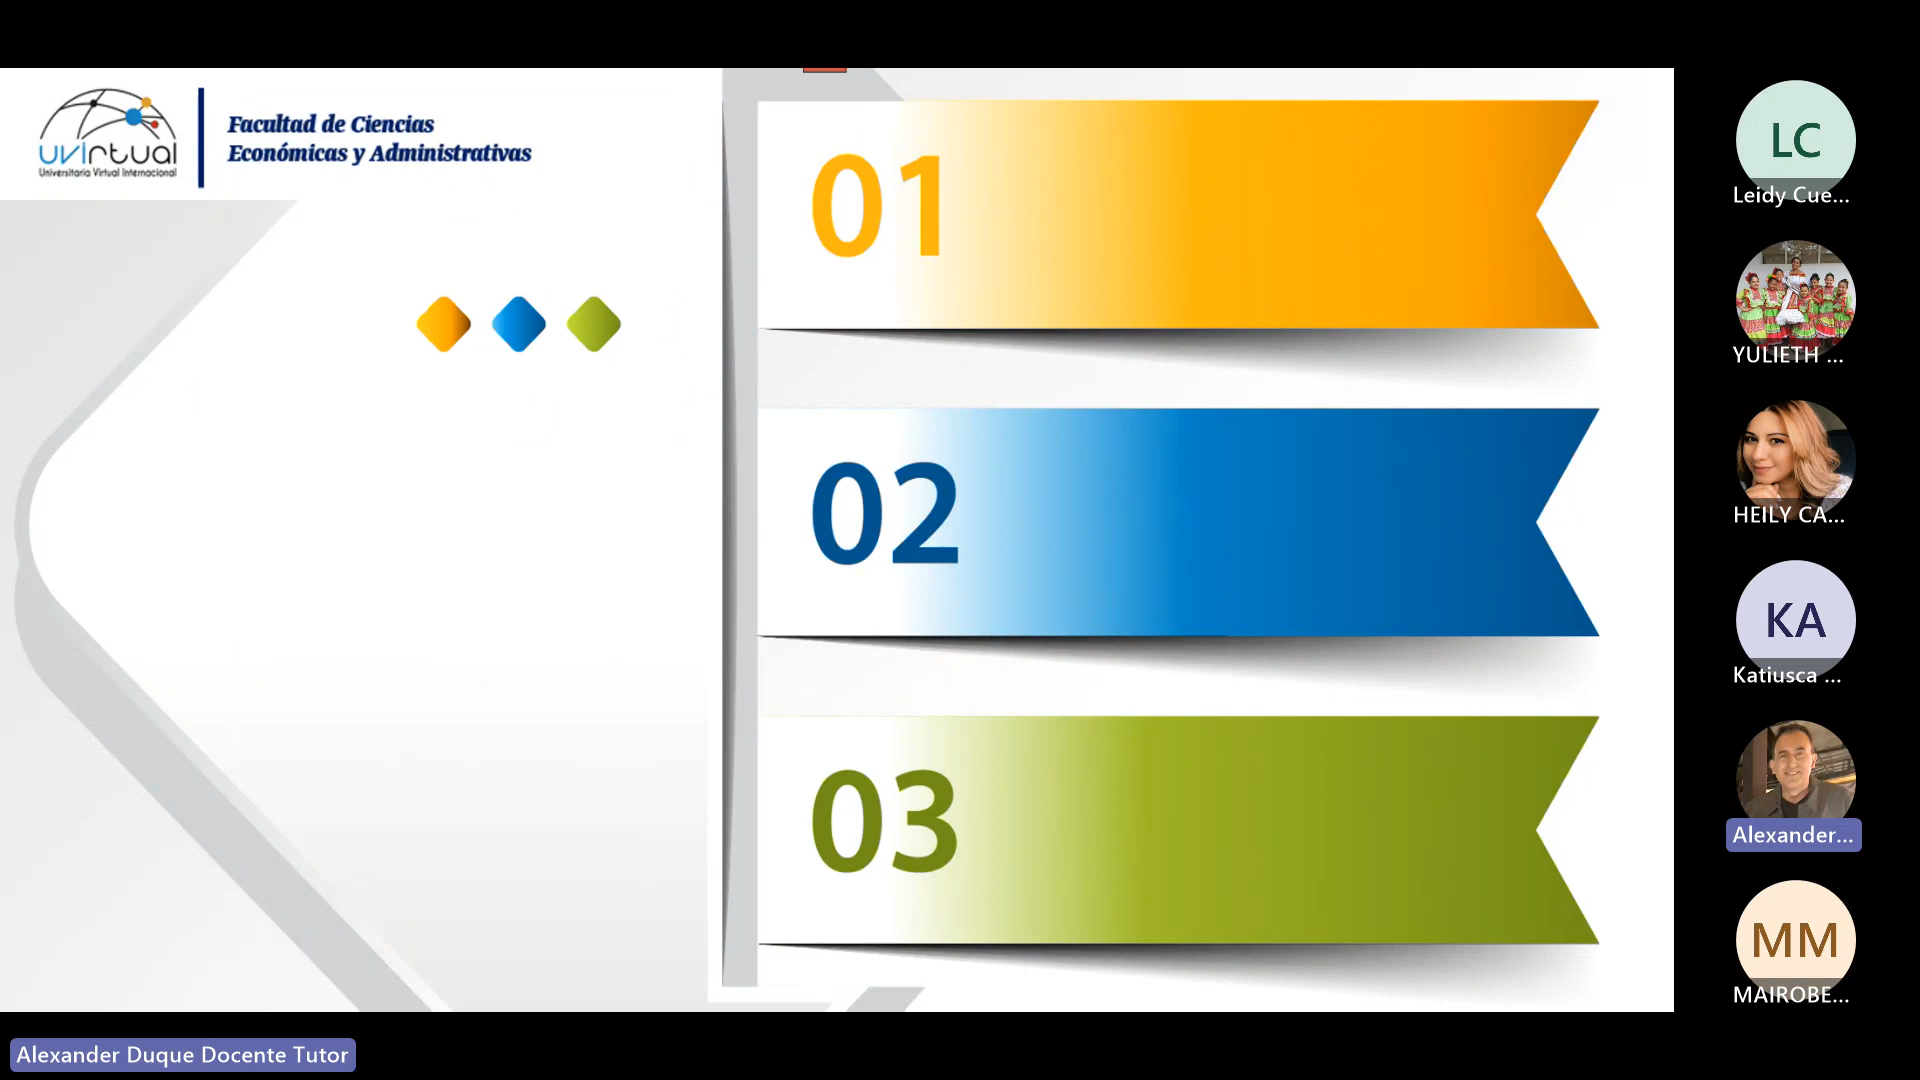 uvirtual
Universitaria Virtual Internacional
Facultad de Ciencias
Económicas y Administrativas
01
02
03
LC
Leidy Cue...
YULIETH ...
HEILY CA...
KA
Katiusca ...
Alexander...
MM
MAIROBE...
Alexander Duque Docente Tutor